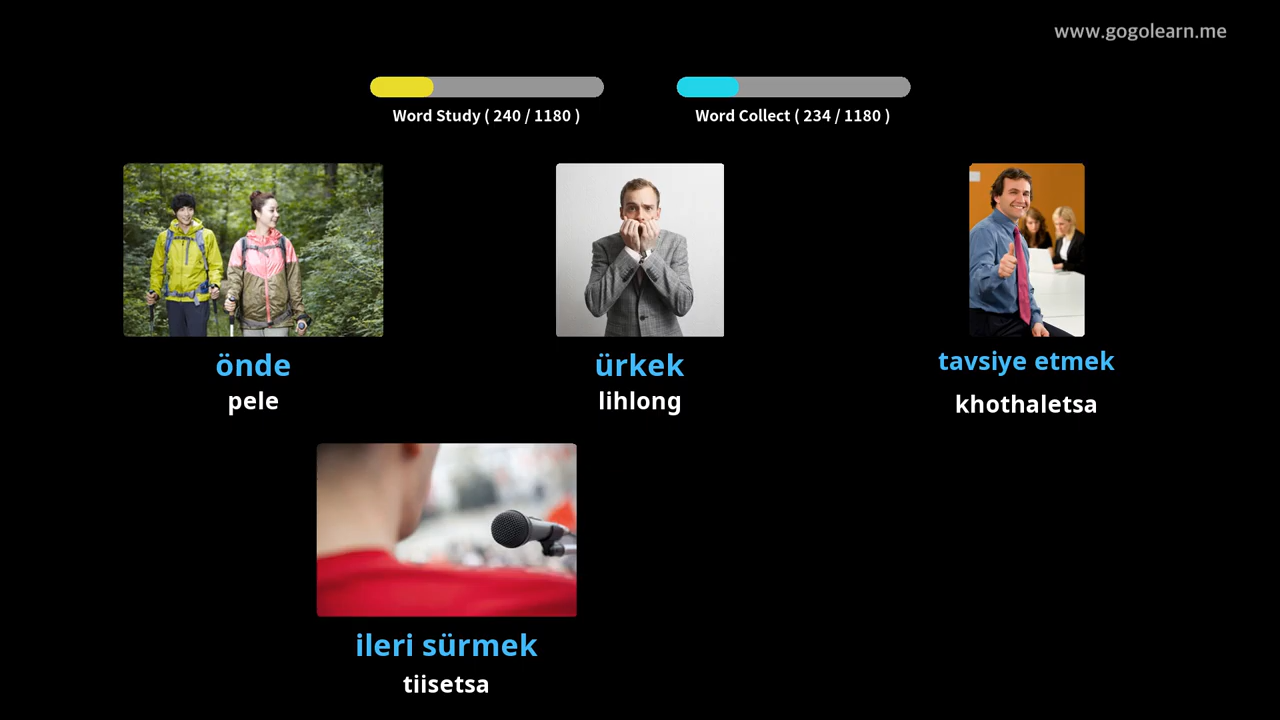 www.gogolearn.me
Word Study ( 240 / 1180 )
Word Collect ( 234 / 1180 )
önde
pele
ürkek
lihlong
tavsiye etmek
khothaletsa
ileri sürmek
tiisetsa